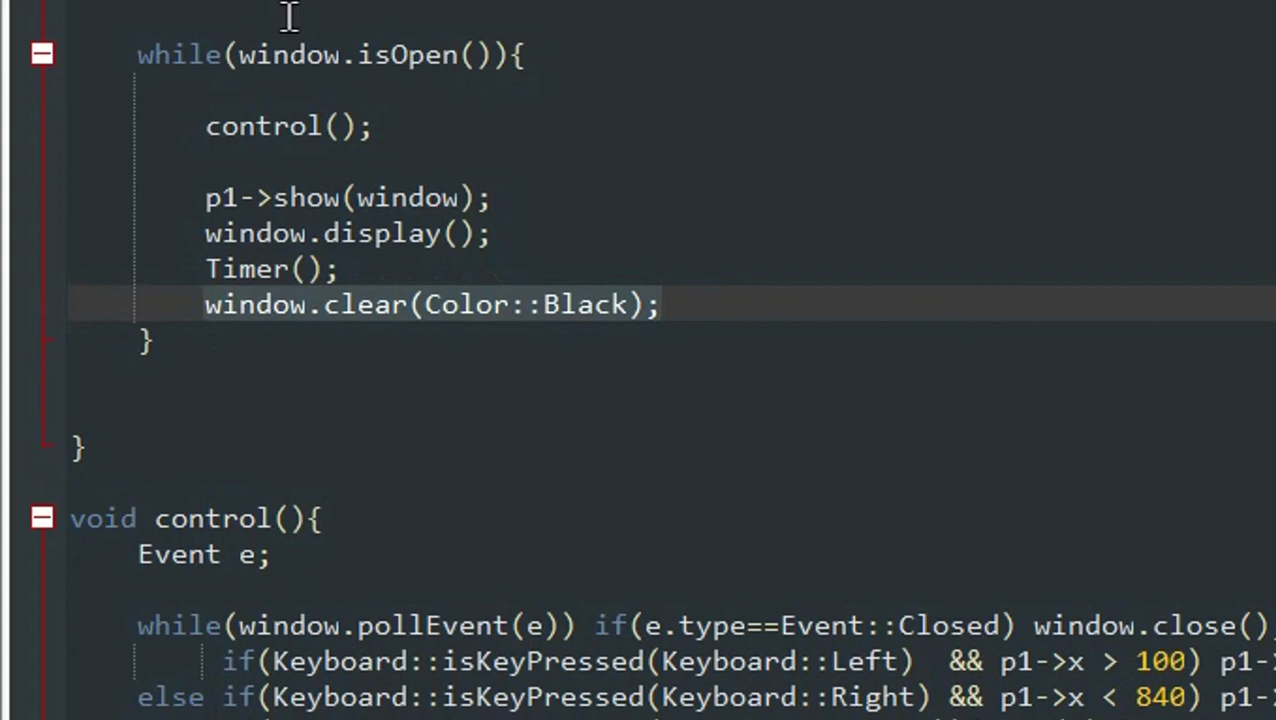 while(window.isOpen()){
control();
p1->show(window);
window.display();
Timer();
window.clear(Color::Black);
}
}
void control(){
Event e;
while(window.pollEvent(e)) if(e.type==Event::Closed) window.close()
if(Keyboard::isKeyPressed(Keyboard::Left)  && p1->x > 100) p1-
else if(Keyboard::isKeyPressed(Keyboard::Right) && p1->x < 840) p1-